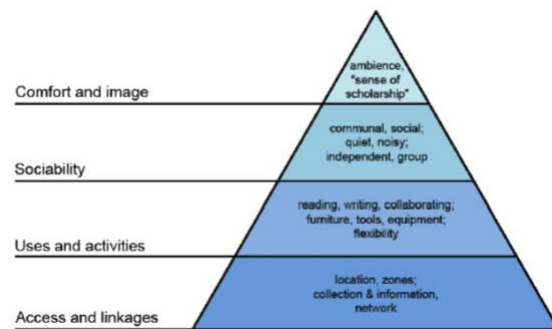 ambience,
"sense of
scholarship"
Comfort and image
communal, social;
quiet, noisy;
independent, group
Sociability
reading, writing, collaborating;
furniture, tools, equipment;
flexibility
Uses and activities
location, zones;
collection & information,
network
Access and linkages